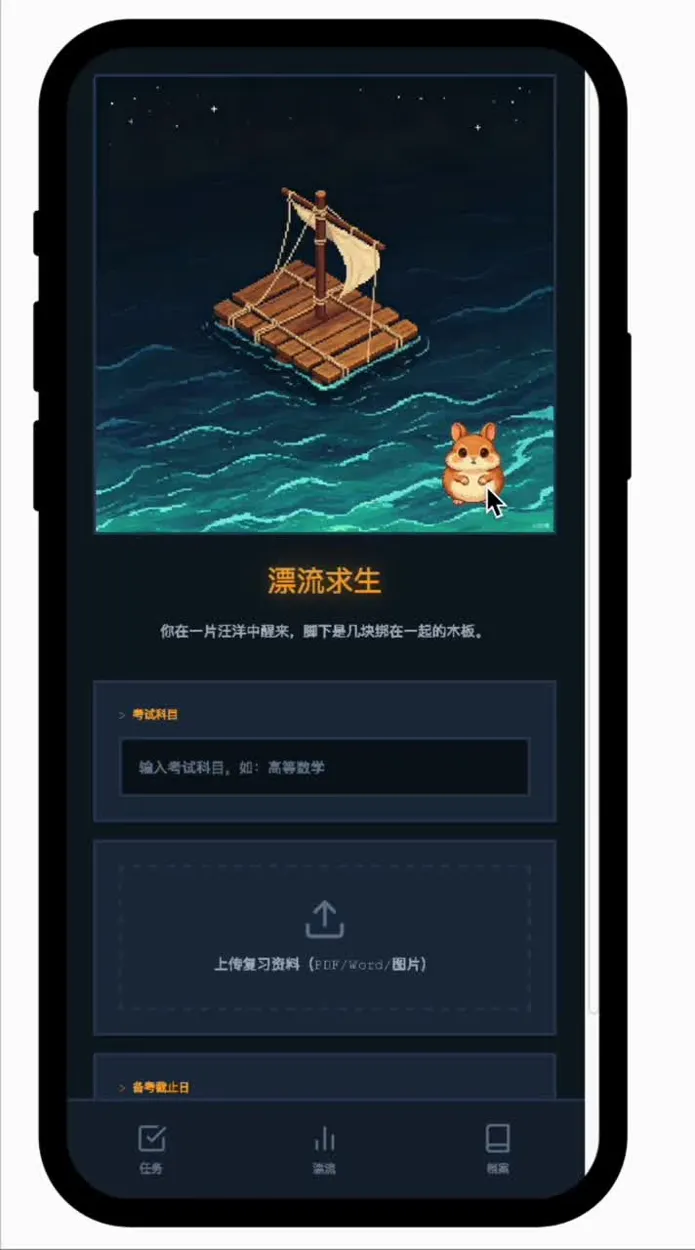 漂流求生
你在一片汪洋中醒来，脚下是几块绑在一起的木板。
> 考试科目
输入考试科目，如：高等数学
上传复习资料（PDF/Word/图片）
> 备考截止日
任务
漂流
档案